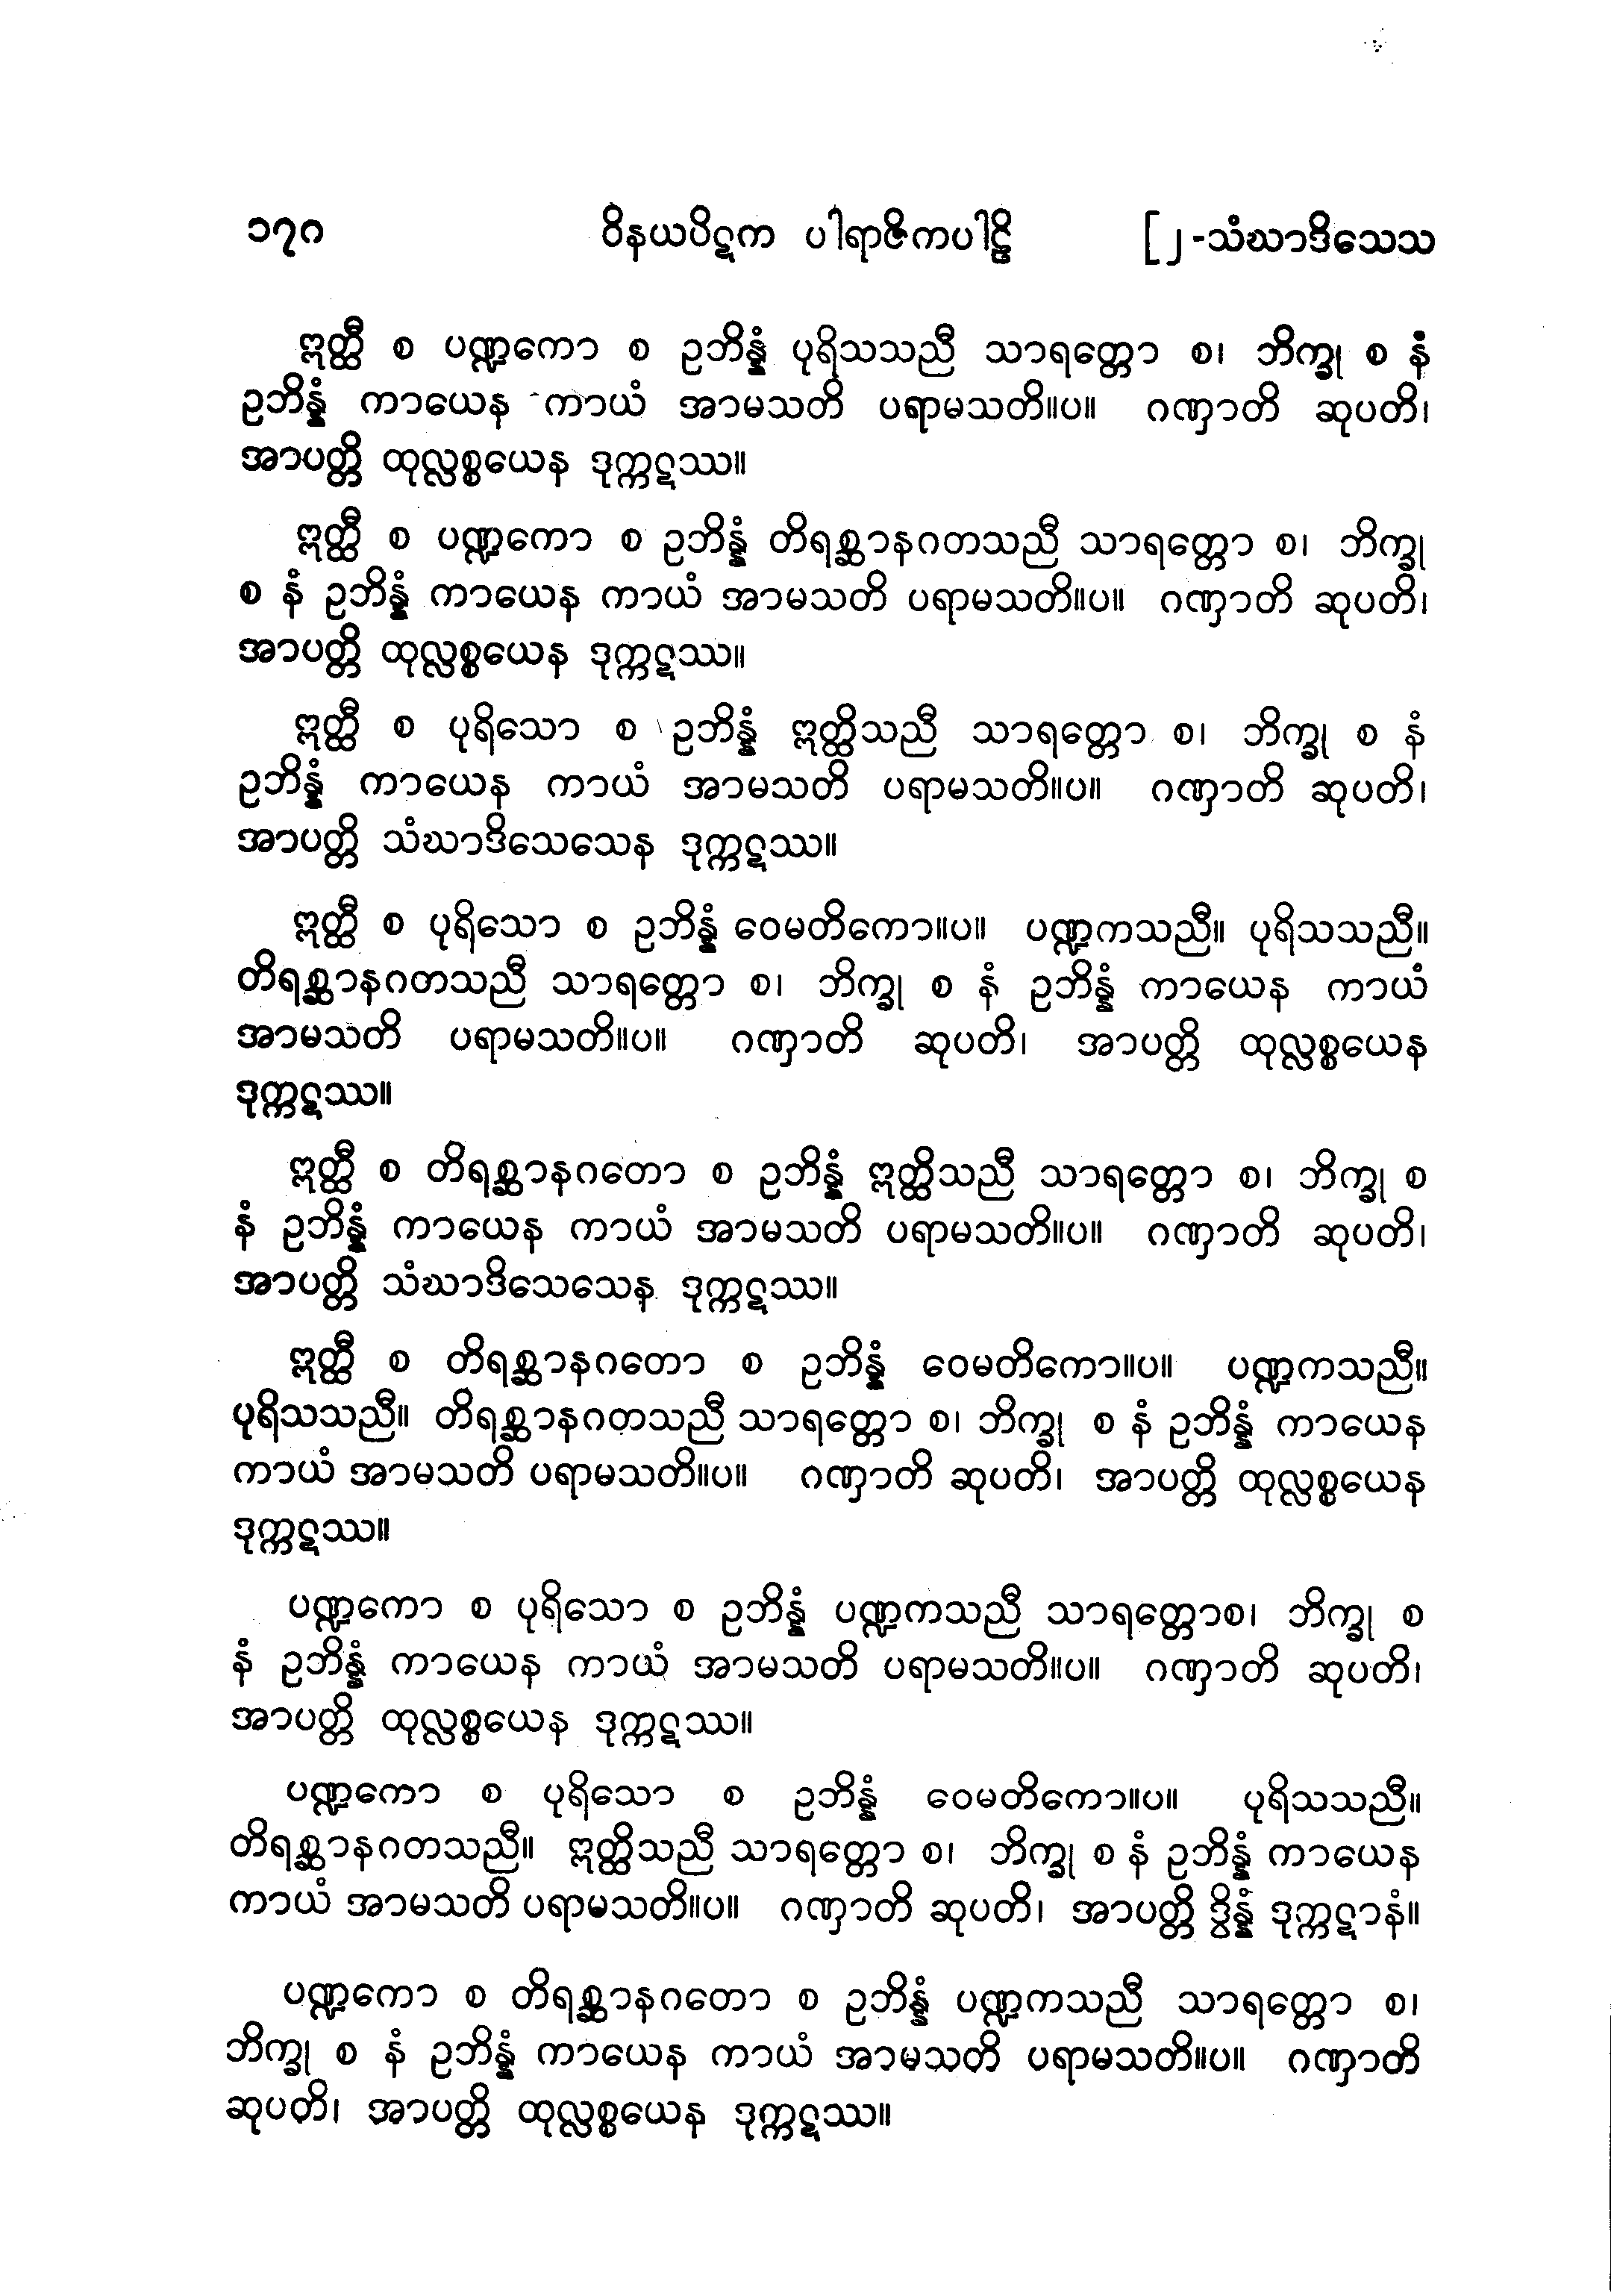 ၁၇၀ ဝိနယပိဋက ပါရာဇိကပါဠိ [၂-သံဃာဒိသေသ
ဣတ္ထီ စ ပဏ္ဍကော စ ဥဘိန္နံ ပုရိသသညီ သာရတ္တော စ၊ ဘိက္ခု စ နံ
ဥဘိန္နံ ကာယေန ကာယံ အာမသတိ ပရာမသတိ။ပ။ ဂဏှာတိ ဆုပတိ၊
အာပတ္တိ ထုလ္လစ္စယေန ဒုက္ကဋဿ။
ဣတ္ထီ စ ပဏ္ဍကော စ ဥဘိန္နံ တိရစ္ဆာနဂတသညီ သာရတ္တော စ၊ ဘိက္ခု
စ နံ ဥဘိန္နံ ကာယေန ကာယံ အာမသတိ ပရာမသတိ။ပ။ ဂဏှာတိ ဆုပတိ၊
အာပတ္တိ ထုလ္လစ္စယေန ဒုက္ကဋဿ။
ဣတ္ထီ စ ပုရိသော စ ဥဘိန္နံ ဣတ္ထိသညီ သာရတ္တော စ၊ ဘိက္ခု စ နံ
ဥဘိန္နံ ကာယေန ကာယံ အာမသတိ ပရာမသတိ။ပ။ ဂဏှာတိ ဆုပတိ၊
အာပတ္တိ သံဃာဒိသေသေန ဒုက္ကဋဿ။
ဣတ္ထီ စ ပုရိသော စ ဥဘိန္နံ ဝေမတိကော။ပ။ ပဏ္ဍကသညီ။ ပုရိသသညီ။
တိရစ္ဆာနဂတသညီ သာရတ္တော စ၊ ဘိက္ခု စ နံ ဥဘိန္နံ ကာယေန ကာယံ
အာမသတိ ပရာမသတိ။ပ။ ဂဏှာတိ ဆုပတိ၊ အာပတ္တိ ထုလ္လစ္စယေန
ဒုက္ကဋဿ။
ဣတ္ထီ စ တိရစ္ဆာနဂတော စ ဥဘိန္နံ ဣတ္ထိသညီ သာရတ္တော စ၊ ဘိက္ခု စ
နံ ဥဘိန္နံ ကာယေန ကာယံ အာမသတိ ပရာမသတိ။ပ။ ဂဏှာတိ ဆုပတိ၊
အာပတ္တိ သံဃာဒိသေသေန ဒုက္ကဋဿ။
ဣတ္ထီ စ တိရစ္ဆာနဂတော စ ဥဘိန္နံ ဝေမတိကော။ပ။ ပဏ္ဍကသညီ။
ပုရိသသညီ။ တိရစ္ဆာနဂတသညီ သာရတ္တော စ၊ ဘိက္ခု စ နံ ဥဘိန္နံ ကာယေန
ကာယံ အာမသတိ ပရာမသတိ။ပ။ ဂဏှာတိ ဆုပတိ၊ အာပတ္တိ ထုလ္လစ္စယေန
ဒုက္ကဋဿ။
ပဏ္ဍကော စ ပုရိသော စ ဥဘိန္နံ ပဏ္ဍကသညီ သာရတ္တောစ၊ ဘိက္ခု စ
နံ ဥဘိန္နံ ကာယေန ကာယံ အာမသတိ ပရာမသတိ။ပ။ ဂဏှာတိ ဆုပတိ၊
အာပတ္တိ ထုလ္လစ္စယေန ဒုက္ကဋဿ။
ပဏ္ဍကော စ ပုရိသော စ ဥဘိန္နံ ဝေမတိကော။ပ။ ပုရိသသညီ။
တိရစ္ဆာနဂတသညီ။ ဣတ္ထိသညီ သာရတ္တော စ၊ ဘိက္ခု စ နံ ဥဘိန္နံ ကာယေန
ကာယံ အာမသတိ ပရာမသတိ။ပ။ ဂဏှာတိ ဆုပတိ၊ အာပတ္တိ ဒွိန္နံ ဒုက္ကဋာနံ။
ပဏ္ဍကော စ တိရစ္ဆာနဂတော စ ဥဘိန္နံ ပဏ္ဍကသညီ သာရတ္တော စ၊
ဘိက္ခု စ နံ ဥဘိန္နံ ကာယေန ကာယံ အာမသတိ ပရာမသတိ။ပ။ ဂဏှာတိ
ဆုပတိ၊ အာပတ္တိ ထုလ္လစ္စယေန ဒုက္ကဋဿ။